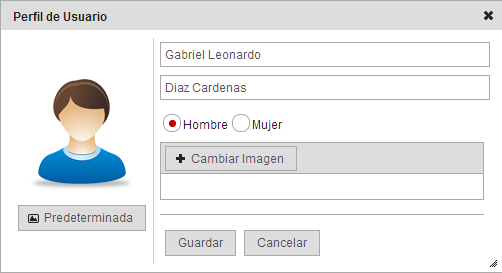 Perfil de Usuario
Gabriel Leonardo
Diaz Cardenas
Hombre Mujer
Cambiar Imagen
Predeterminada
Guardar Cancelar